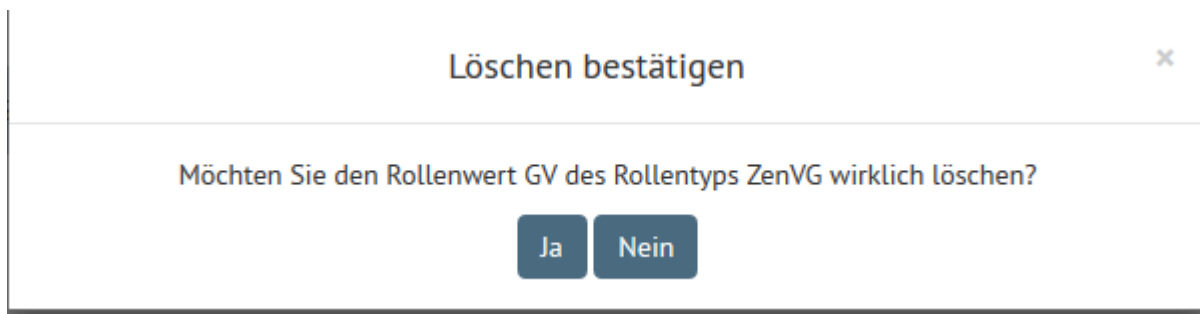 Löschen bestätigen
×
Möchten Sie den Rollenwert GV des Rollentyps ZenVG wirklich löschen?
Ja Nein